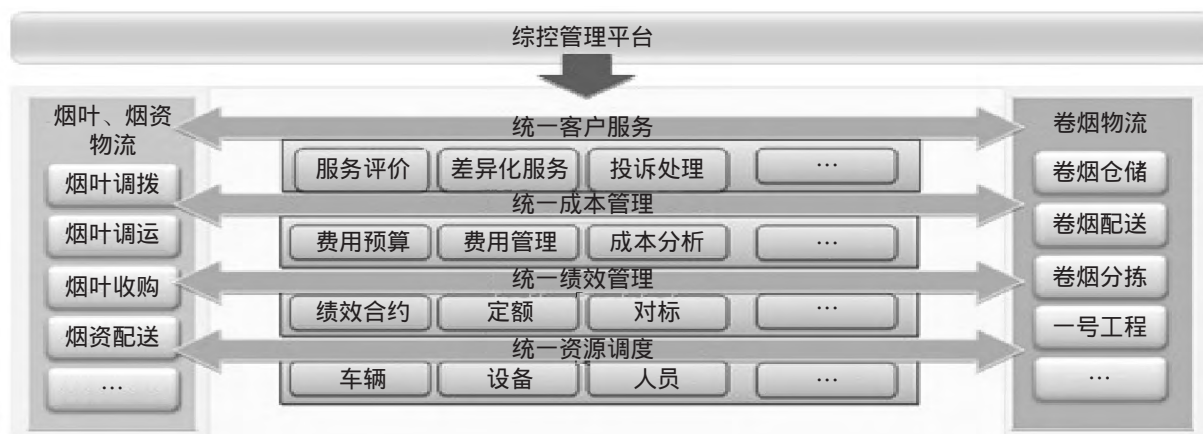 综控管理平台
烟叶、烟资
物流
烟叶调拨
烟叶调运
烟叶收购
烟资配送
…
统一客户服务
服务评价 差异化服务 投诉处理 …
统一成本管理
费用预算 费用管理 成本分析 …
统一绩效管理
绩效合约 定额 对标 …
统一资源调度
车辆 设备 人员 …
卷烟物流
卷烟仓储
卷烟配送
卷烟分拣
一号工程
…